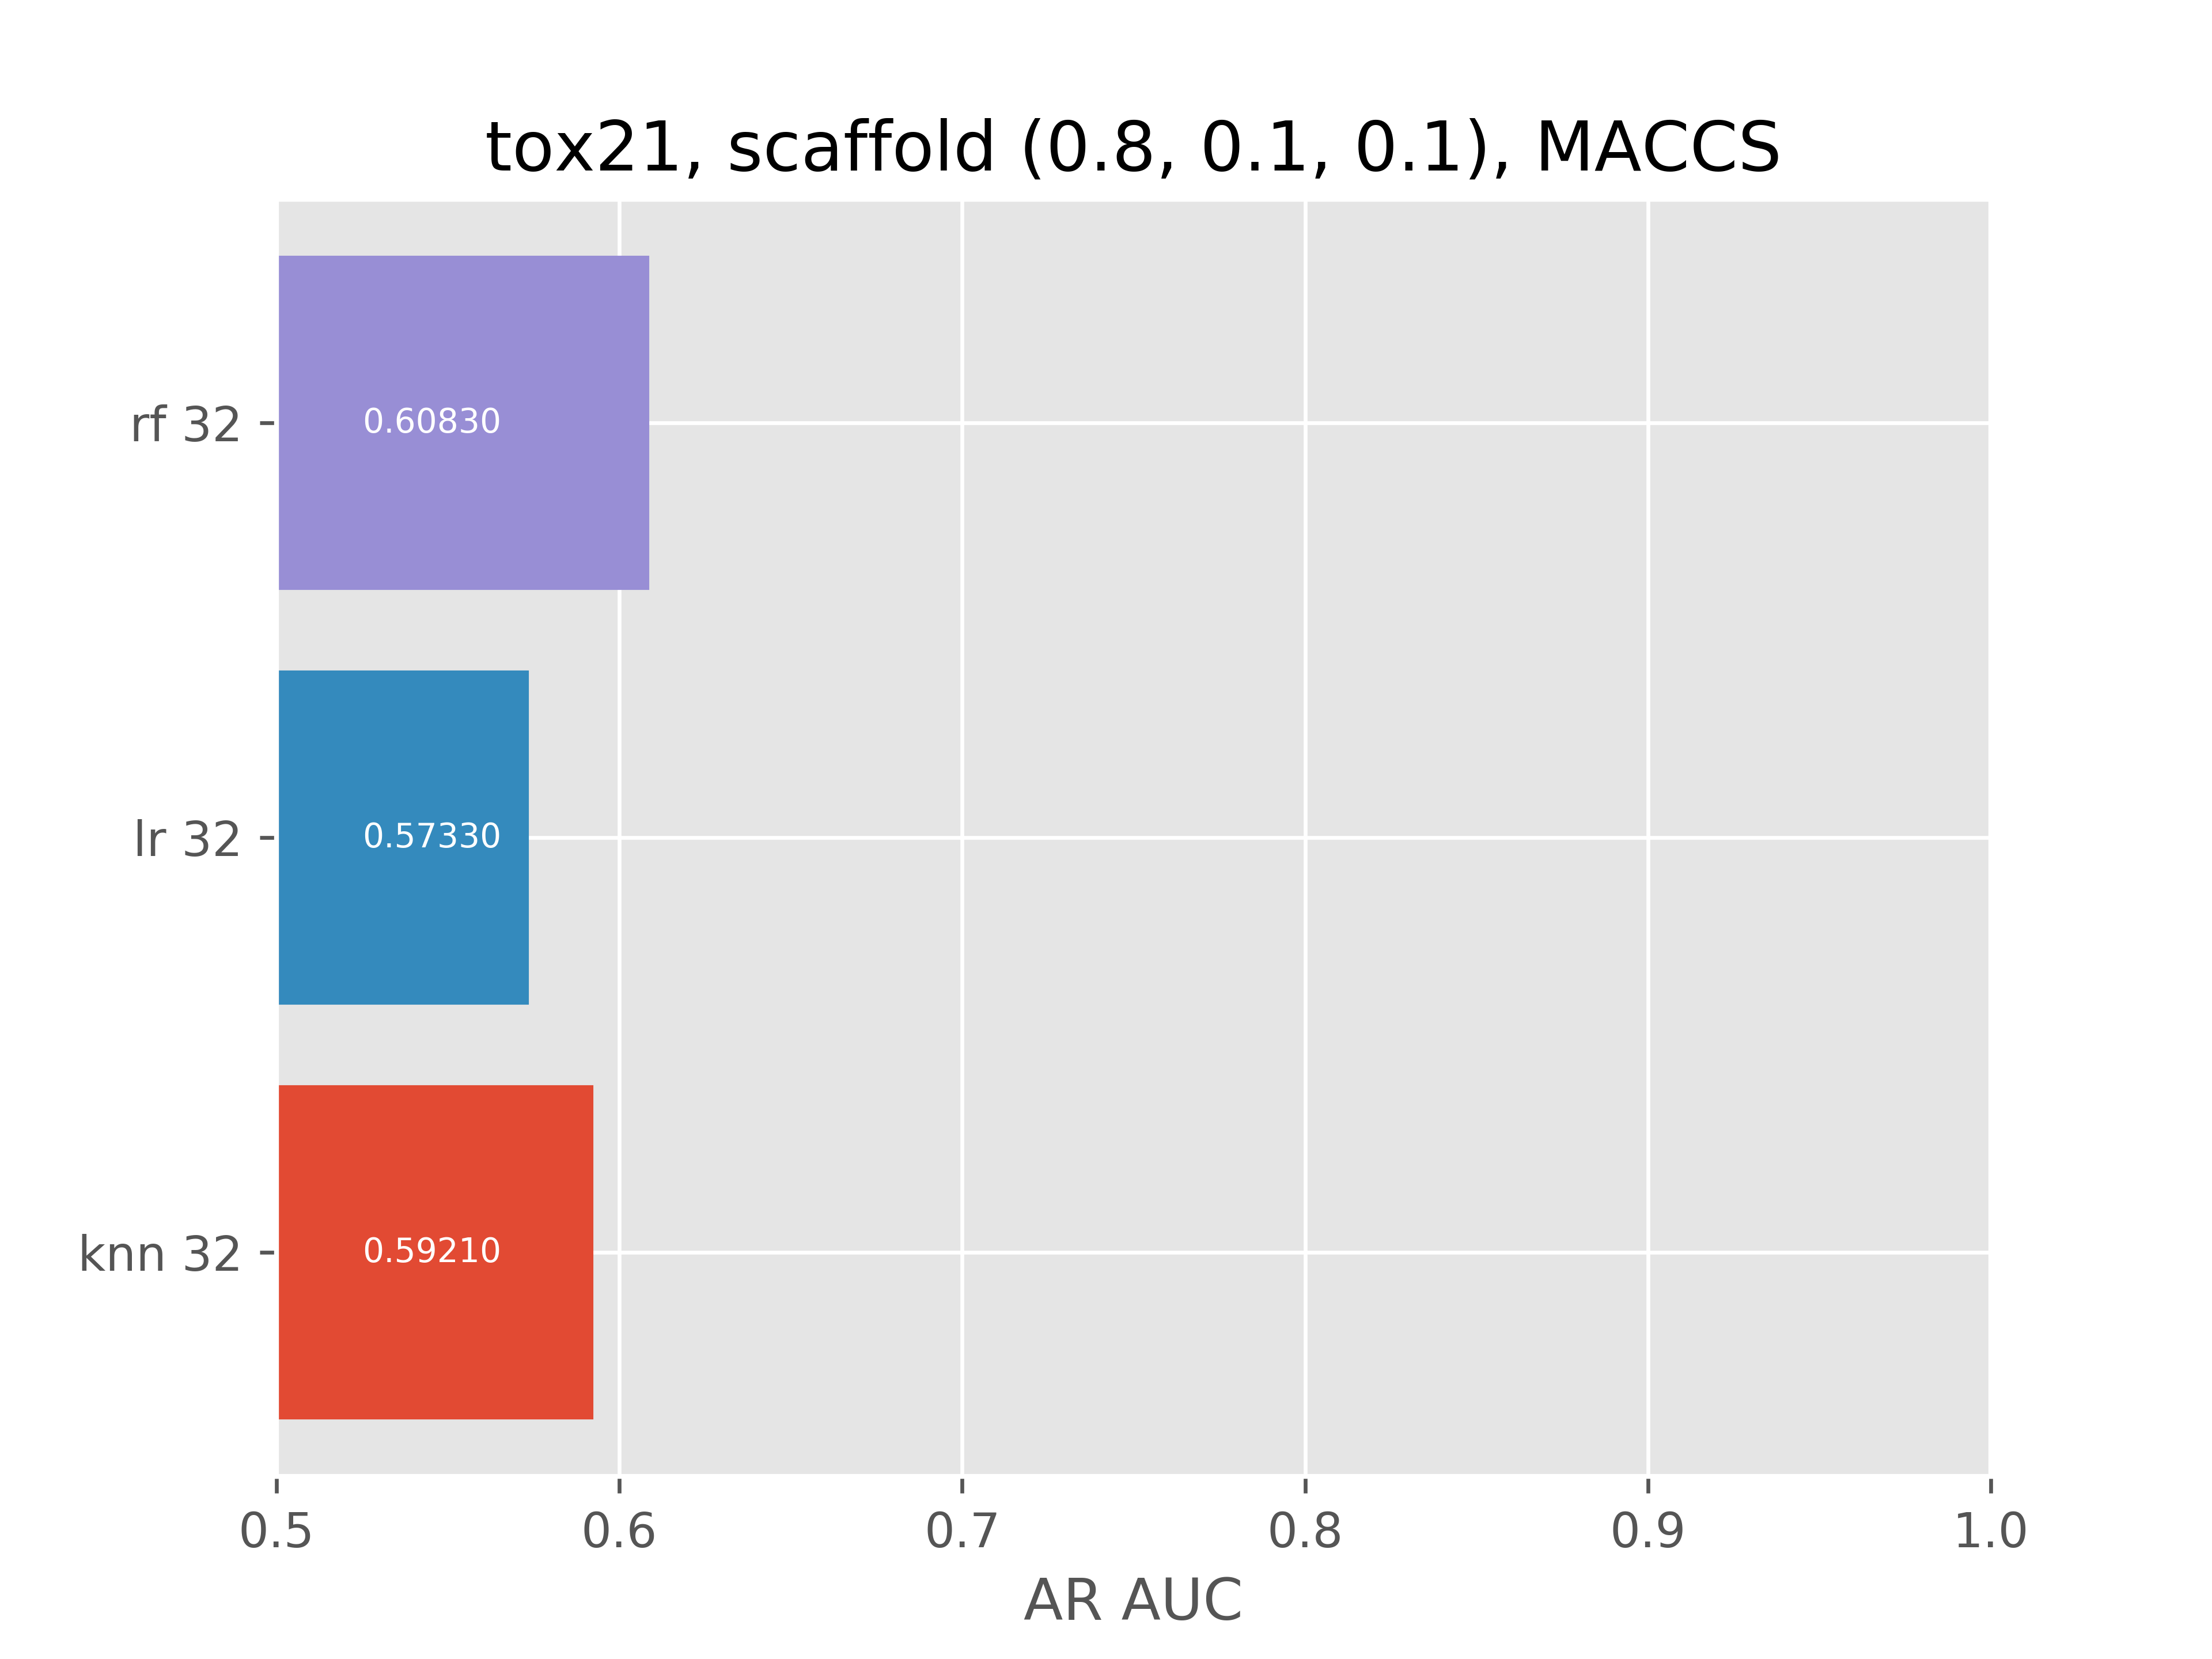 tox21, scaffold (0.8, 0.1, 0.1), MACCS
rf 32
0.60830
lr 32
0.57330
knn 32
0.59210
0.5 0.6 0.7 0.8 0.9 1.0
AR AUC